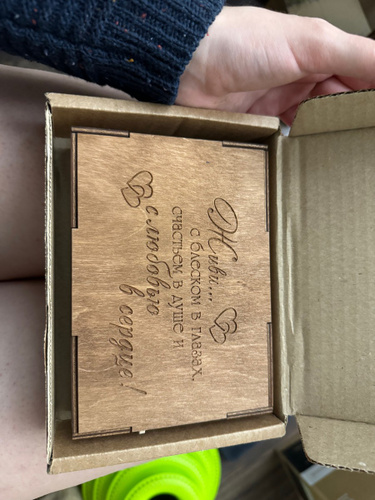 Живи...
с блеском в глазах,
счастьем в душе и
с любовью
в сердце!